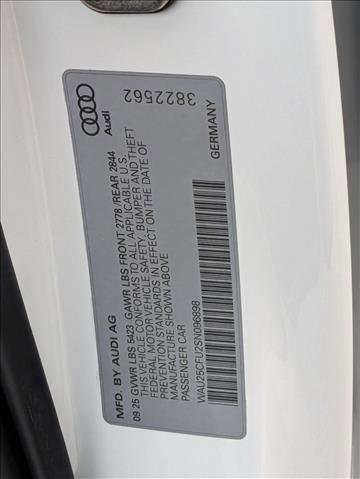 Audi
3822562
MFD. BY AUDI AG
GERMANY
09 25 GVWR LBS 5423 GAWR LBS FRONT 2778 /REAR 2844
THIS VEHICLE CONFORMS TO ALL APPLICABLE U.S.
FEDERAL MOTOR VEHICLE SAFETY, BUMPER AND THEFT
PREVENTION STANDARDS IN EFFECT ON THE DATE OF
MANUFACTURE SHOWN ABOVE
PASSENGER CAR
WAU25CFU7SN096898